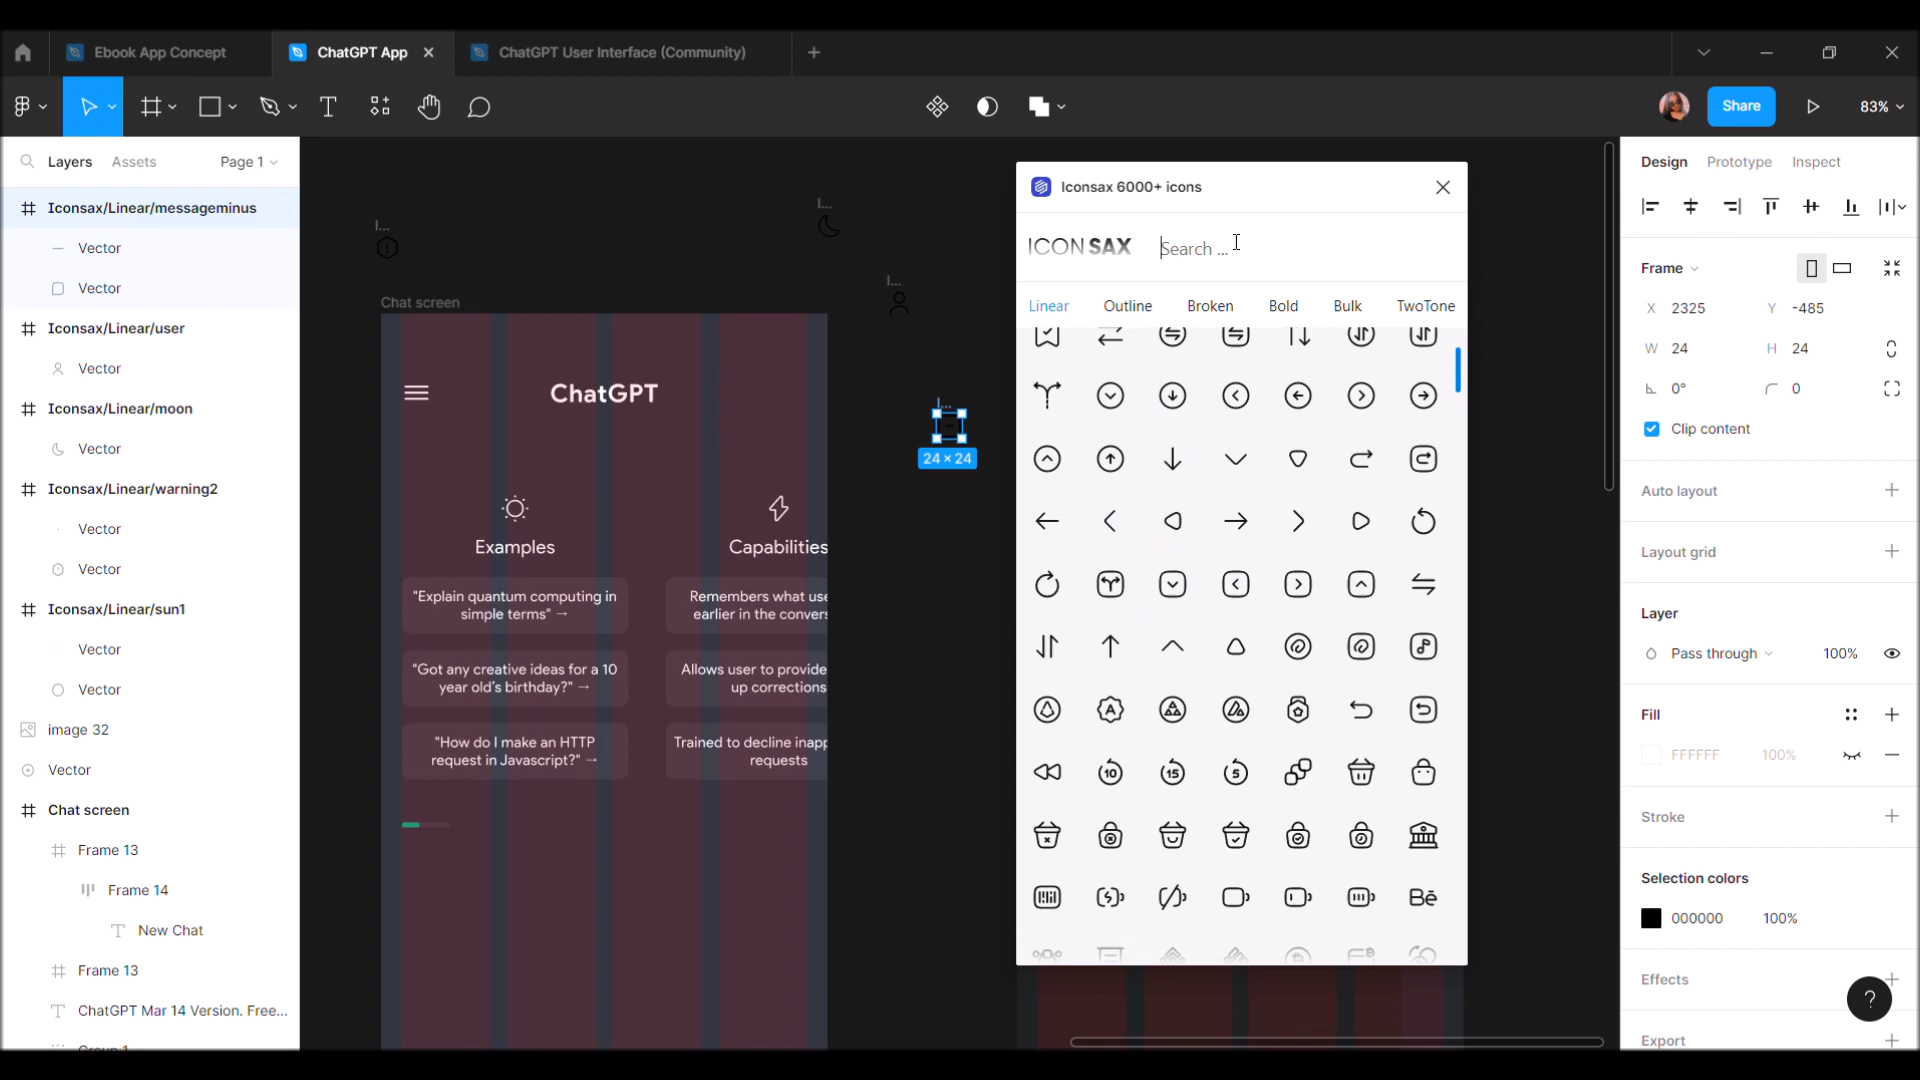 Ebook App Concept
ChatGPT App
ChatGPT User Interface (Community)
Share
83%
Layers
Assets
Page 1
Iconsax/Linear/messageminus
Vector
Vector
Iconsax/Linear/user
Vector
Iconsax/Linear/moon
Vector
Iconsax/Linear/warning2
Vector
Vector
Iconsax/Linear/sun1
Vector
Vector
image 32
Vector
Chat screen
Frame 13
Frame 14
New Chat
Frame 13
ChatGPT Mar 14 Version. Free...
Group 1
I...
I...
I...
I...
Chat screen
ChatGPT
Examples
"Explain quantum computing in
simple terms" →
"Got any creative ideas for a 10
year old's birthday?" →
"How do I make an HTTP
request in Javascript?" →
Capabilities
Remembers what use
earlier in the convers
Allows user to provide
up corrections
Trained to decline inapp
requests
24 × 24
Iconsax 6000+ icons
ICONSAX
Search ...
Linear
Outline
Broken
Bold
Bulk
TwoTone
A
10
15
5
Bē
Design
Prototype
Inspect
Frame
X 2325
Y -485
W 24
H 24
0°
0
Clip content
Auto layout
Layout grid
Layer
Pass through
100%
Fill
FFFFFF
100%
Stroke
Selection colors
000000
100%
Effects
?
Export